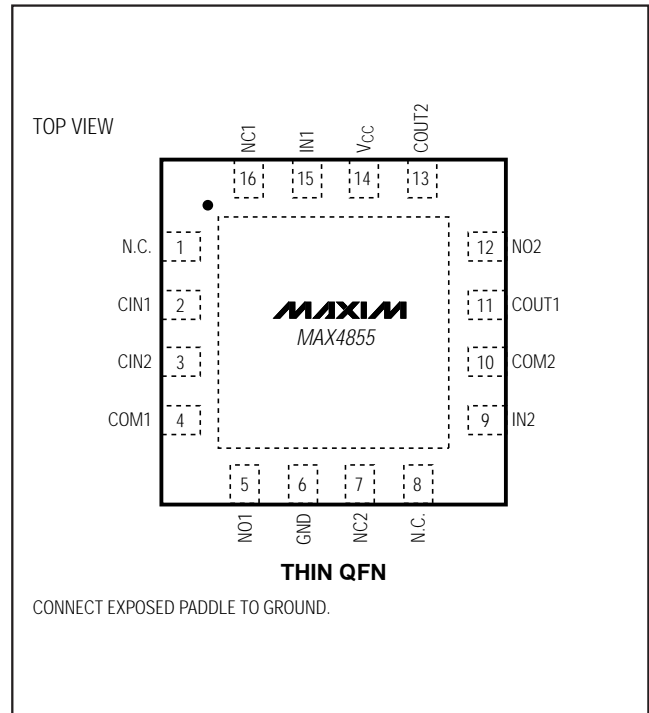 TOP VIEW
NC1
IN1
VCC
COUT2
16
15
14
13
N.C. 1
12 NO2
CIN1 2
11 COUT1
MAXIM
MAX4855
CIN2 3
10 COM2
COM1 4
9 IN2
5
6
7
8
NO1
GND
NC2
N.C.
THIN QFN
CONNECT EXPOSED PADDLE TO GROUND.